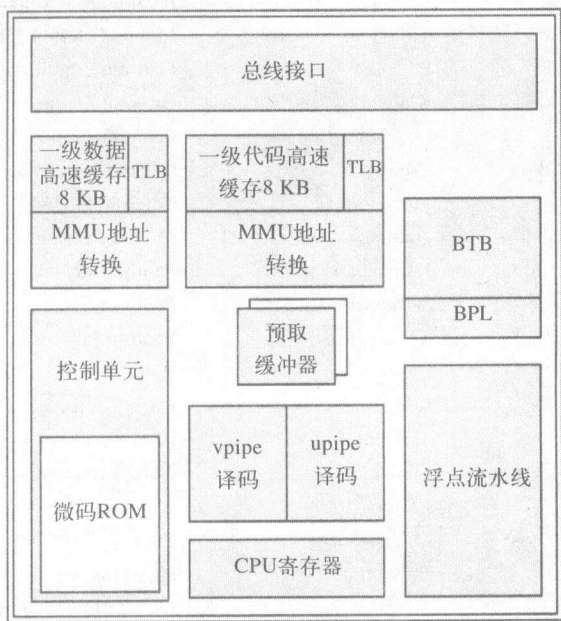 总线接口
一级数据
高速缓存
8 KB
TLB
一级代码高速
缓存8 KB
TLB
MMU地址
转换
MMU地址
转换
BTB
BPL
控制单元
预取
缓冲器
vpipe
译码
upipe
译码
浮点流水线
微码ROM
CPU寄存器